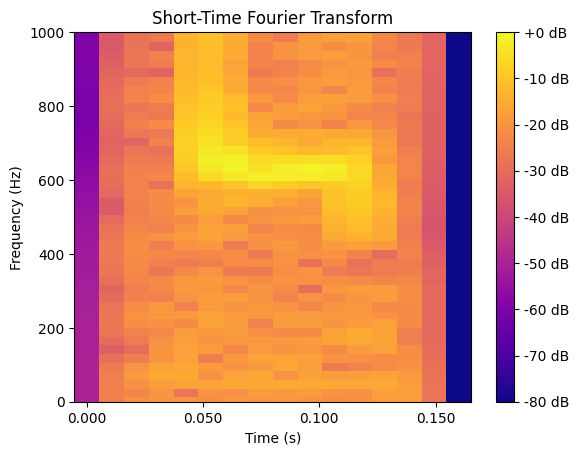 Short-Time Fourier Transform
1000
800
600
400
200
0
Frequency (Hz)
0.000
0.050
0.100
0.150
Time (s)
+0 dB
-10 dB
-20 dB
-30 dB
-40 dB
-50 dB
-60 dB
-70 dB
-80 dB